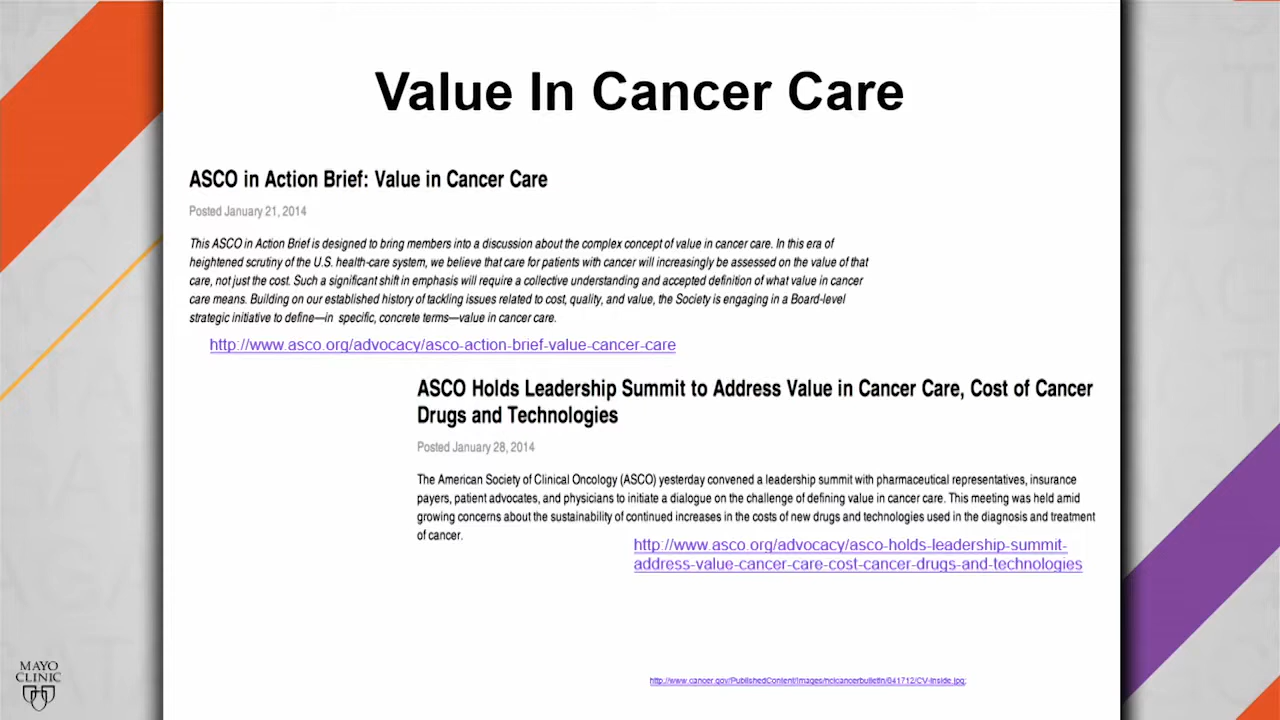 Value In Cancer Care
ASCO in Action Brief: Value in Cancer Care
Posted January 21, 2014
This ASCO in Action Brief is designed to bring members into a discussion about the complex concept of value in cancer care. In this era of
heightened scrutiny of the U.S. health-care system, we believe that care for patients with cancer will increasingly be assessed on the value of that
care, not just the cost. Such a significant shift in emphasis will require a collective understanding and accepted definition of what value in cancer
care means. Building on our established history of tackling issues related to cost, quality, and value, the Society is engaging in a Board-level
strategic initiative to define—in specific, concrete terms—value in cancer care.
http://www.asco.org/advocacy/asco-action-brief-value-cancer-care
ASCO Holds Leadership Summit to Address Value in Cancer Care, Cost of Cancer
Drugs and Technologies
Posted January 28, 2014
The American Society of Clinical Oncology (ASCO) yesterday convened a leadership summit with pharmaceutical representatives, insurance
payers, patient advocates, and physicians to initiate a dialogue on the challenge of defining value in cancer care. This meeting was held amid
growing concerns about the sustainability of continued increases in the costs of new drugs and technologies used in the diagnosis and treatment
of cancer.
http://www.asco.org/advocacy/asco-holds-leadership-summit-
address-value-cancer-care-cost-cancer-drugs-and-technologies
MAYO
CLINIC
http://www.cancer.gov/PublishedContent/Images/ncicancerbulletin/041712/CV-inside.jpg;